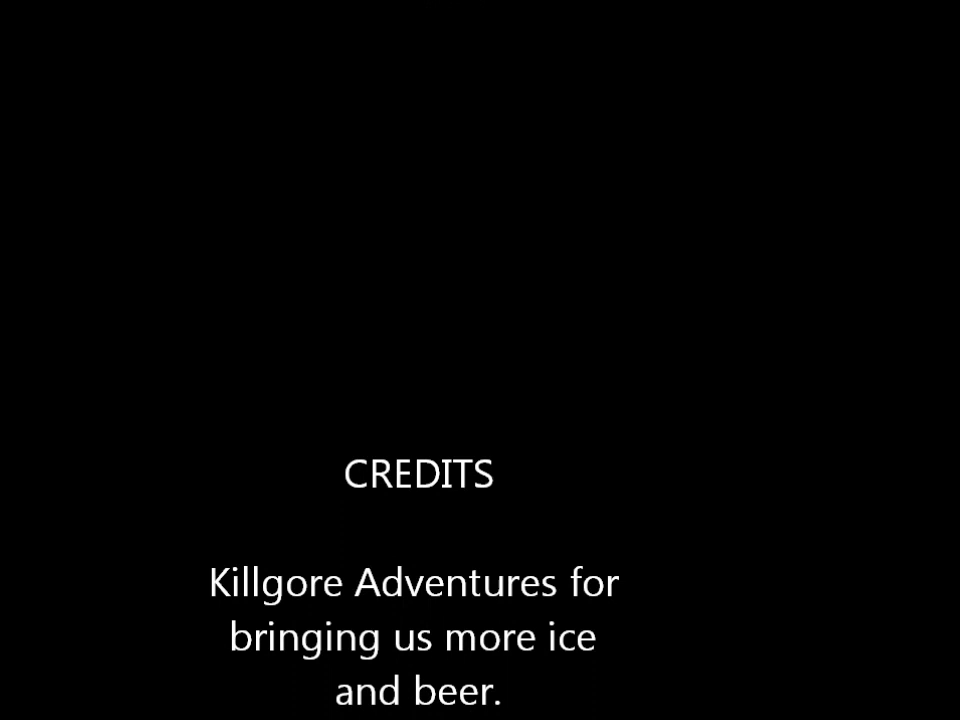 CREDITS
Killgore Adventures for
bringing us more ice
and beer.